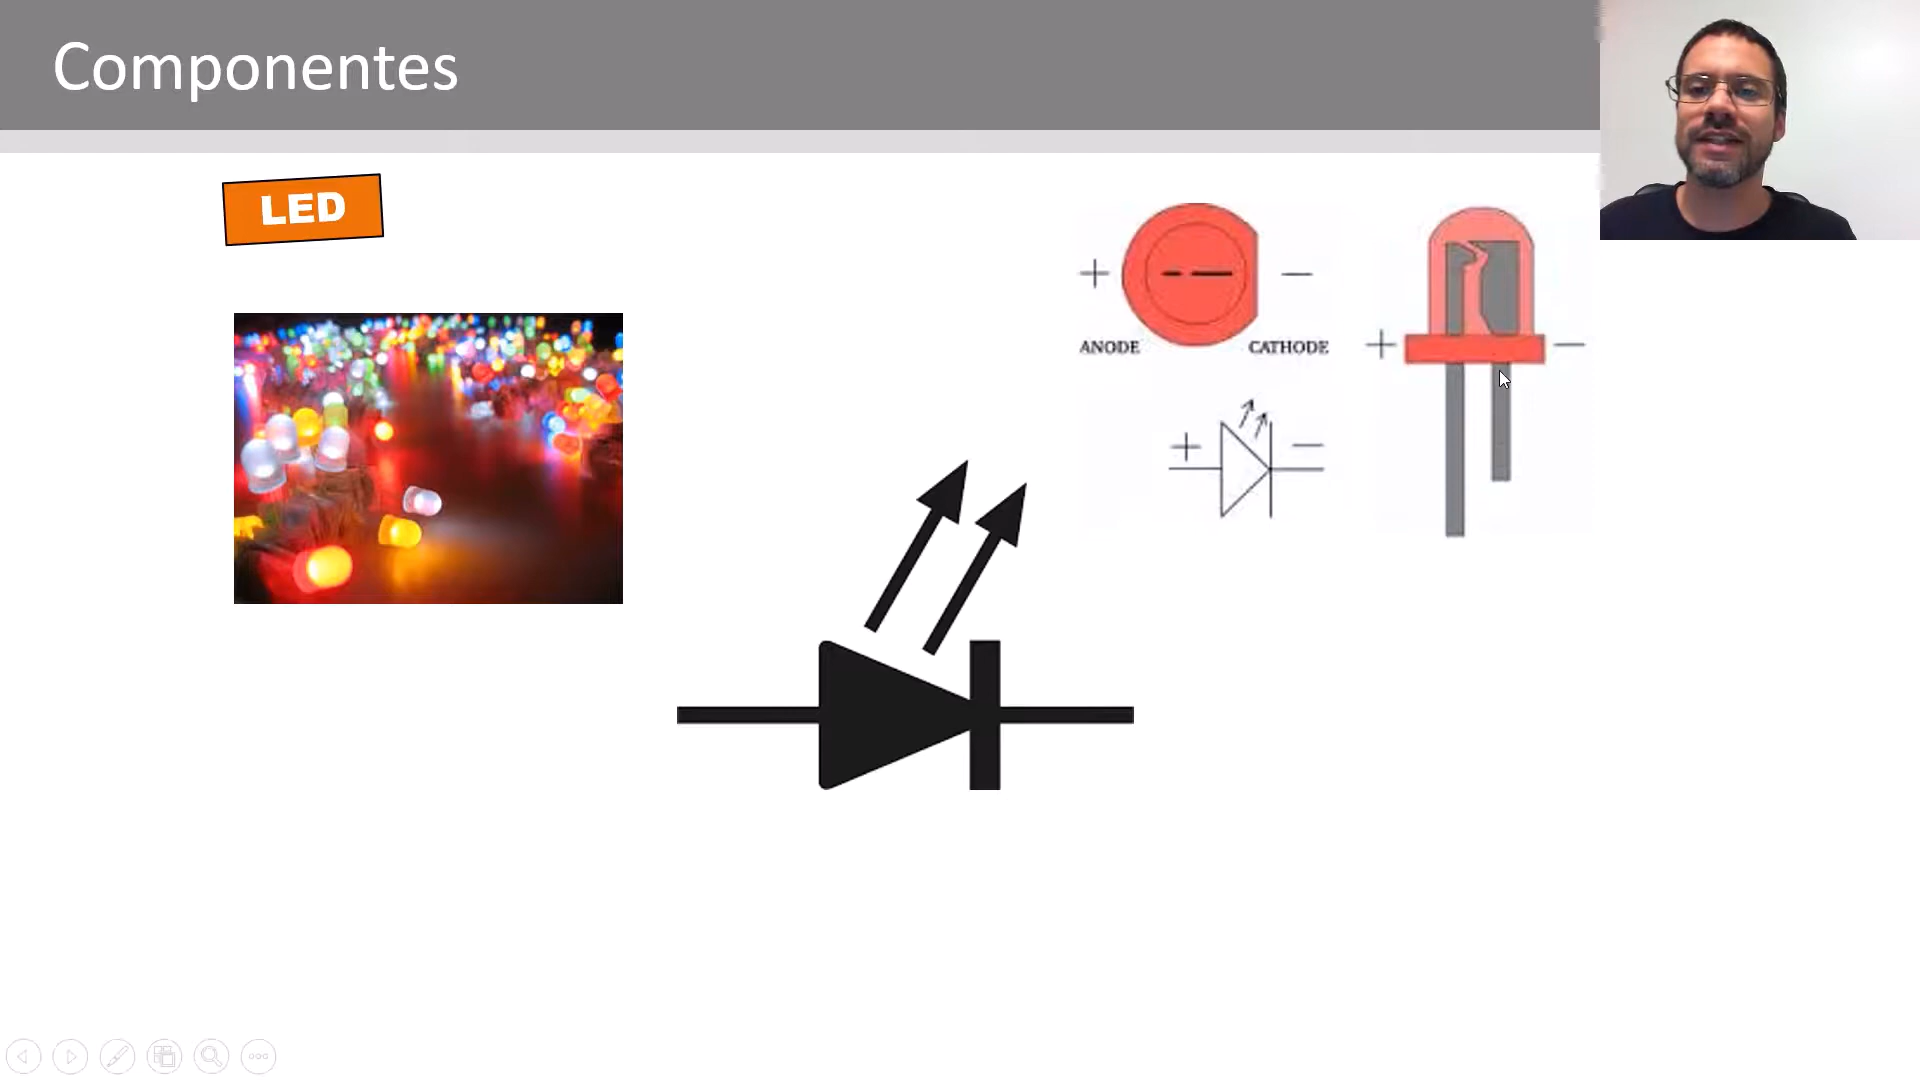 Componentes
LED
+ —
ANODE CATHODE
+ —
+ —